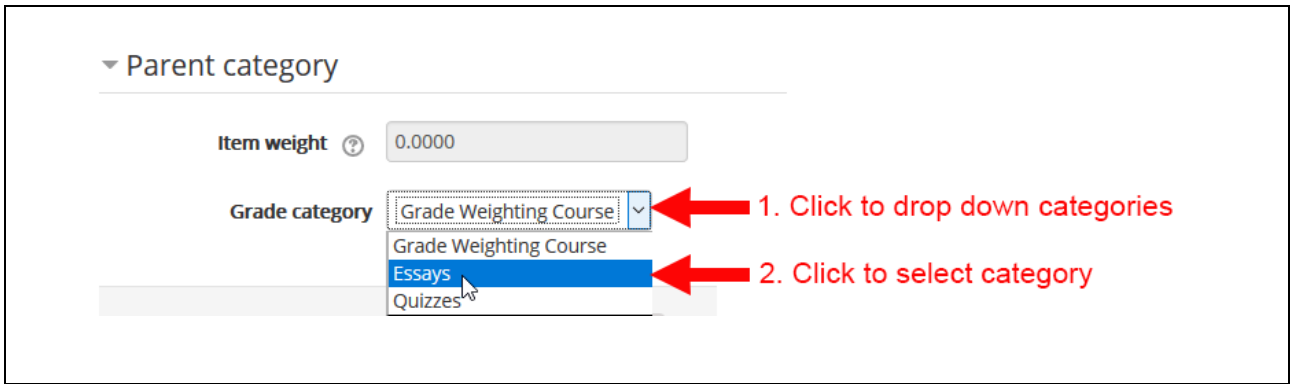 Parent category
Item weight 0.0000
Grade category Grade Weighting Course 1. Click to drop down categories
Grade Weighting Course
Essays 2. Click to select category
Quizzes